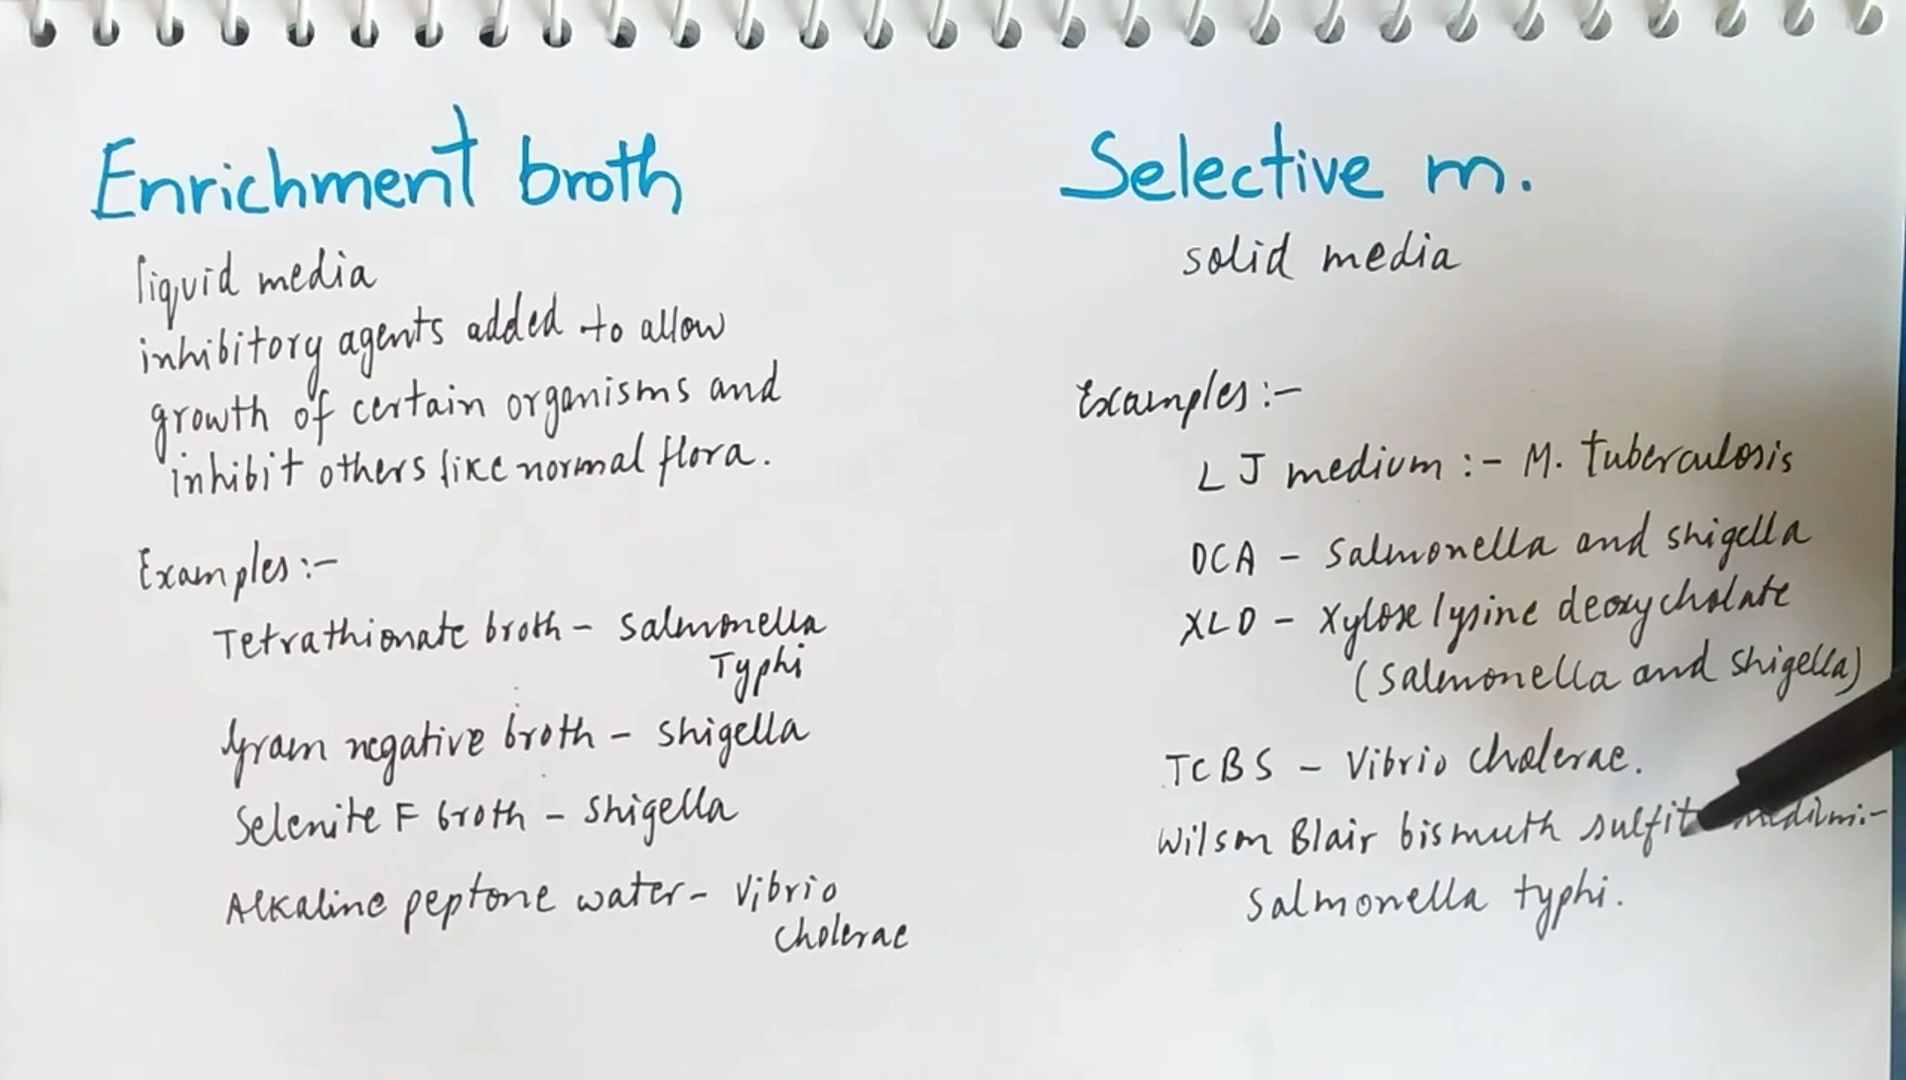 Enrichment broth
liquid media
inhibitory agents added to allow
growth of certain organisms and
inhibit others like normal flora.
Examples:-
Tetrathionate broth - Salmonella
Typhi
Gram negative broth - Shigella
Selenite F broth - Shigella
Alkaline peptone water - Vibrio
cholerae
Selective m.
solid media
Examples:-
LJ medium :- M. tuberculosis
DCA - Salmonella and shigella
XLD - Xylose lysine deoxycholate
(Salmonella and shigella)
TCBS - Vibrio cholerae.
Wilson Blair bismuth sulfite medium:-
Salmonella typhi.